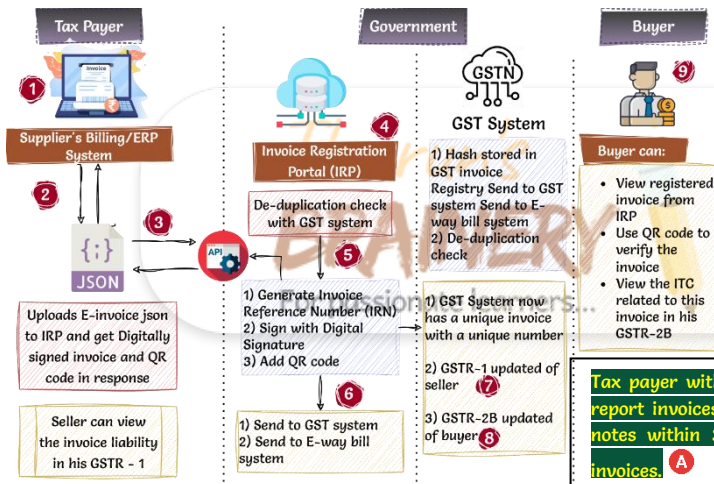 Tax Payer
Government
Buyer
1
Invoice
₹
Supplier's Billing/ERP
System
2
3
{;}
JSON
API
Uploads E-invoice json
to IRP and get Digitally
signed invoice and QR
code in response
Seller can view
the invoice liability
in his GSTR - 1
4
Invoice Registration
Portal (IRP)
De-duplication check
with GST system
5
1) Generate Invoice
Reference Number (IRN)
2) Sign with Digital
Signature
3) Add QR code
6
1) Send to GST system
2) Send to E-way bill
system
GSTN
GST System
1) Hash stored in
GST invoice
Registry Send to GST
system Send to E-
way bill system
2) De-duplication
check
1) GST System now
has a unique invoice
with a unique number
2) GSTR-1 updated of
seller 7
3) GSTR-2B updated
of buyer 8
9
Buyer can:
• View registered
invoice from
IRP
• Use QR code to
verify the
invoice
• View the ITC
related to this
invoice in his
GSTR-2B
Tax payer wit
report invoices
notes within
invoices. A
BRAINERY
For passionate learners...